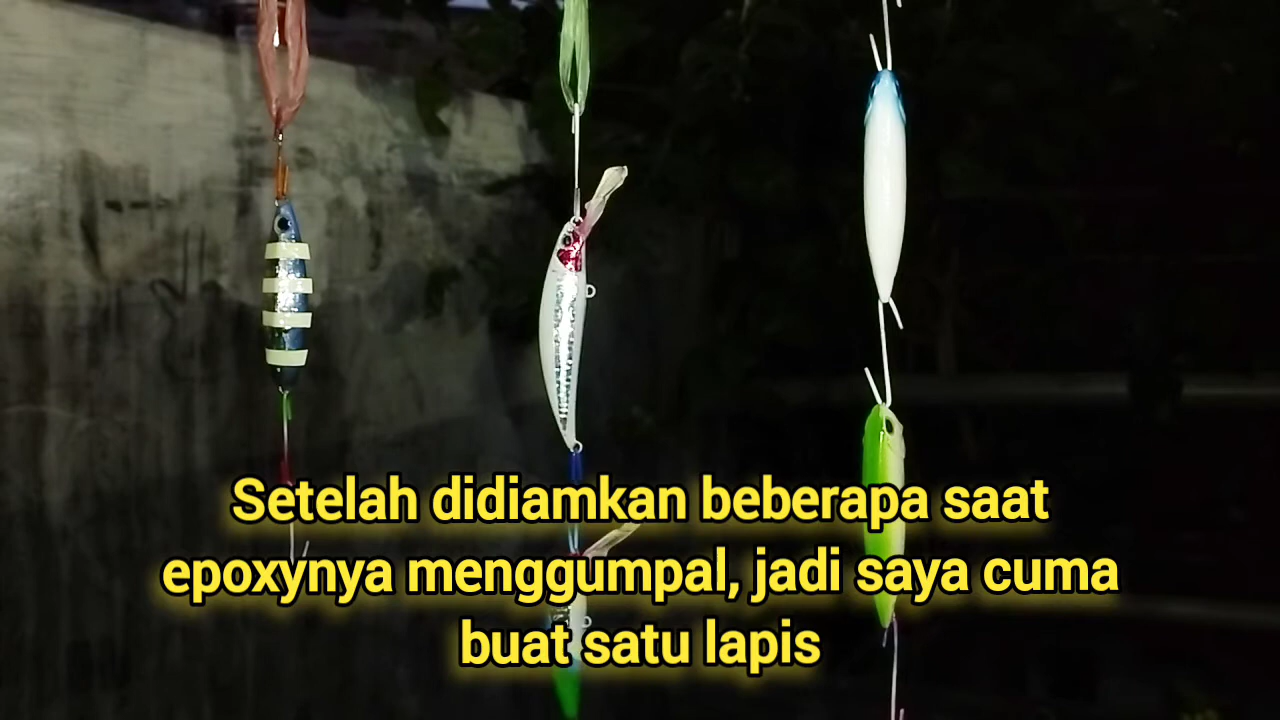 Setelah didiamkan beberapa saat
epoxynya menggumpal, jadi saya cuma
buat satu lapis